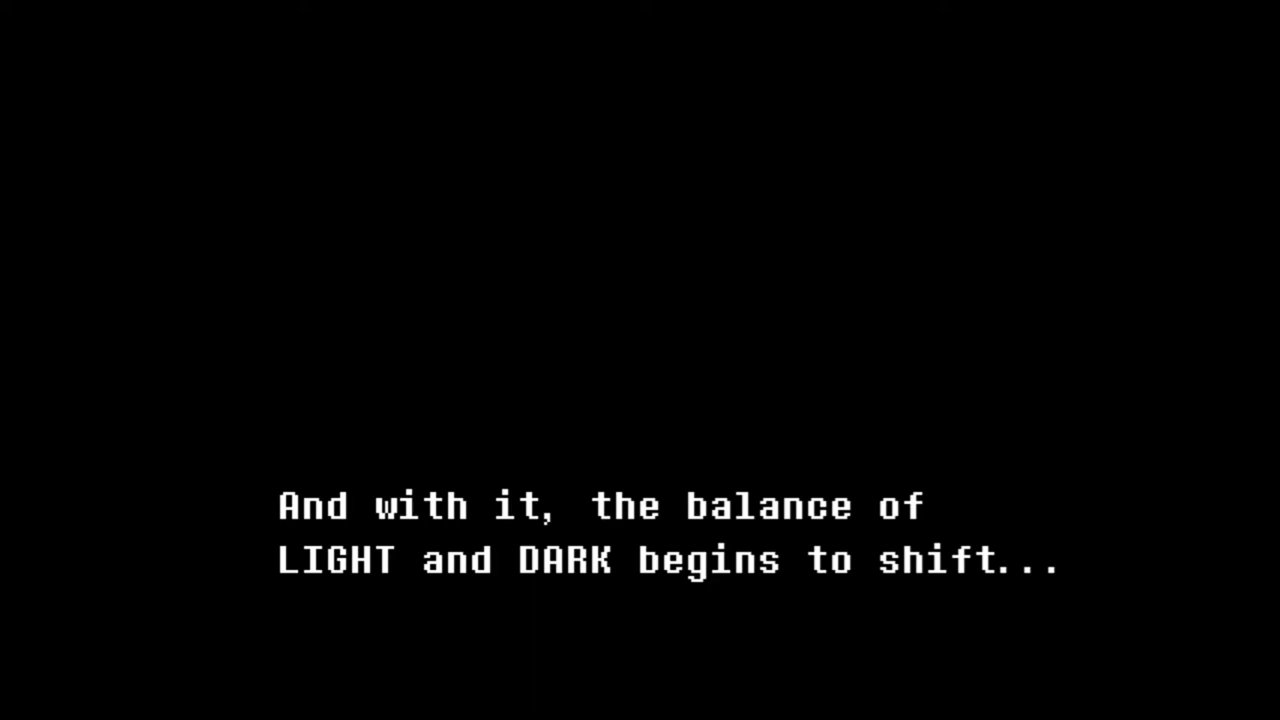 And with it, the balance of
LIGHT and DARK begins to shift...